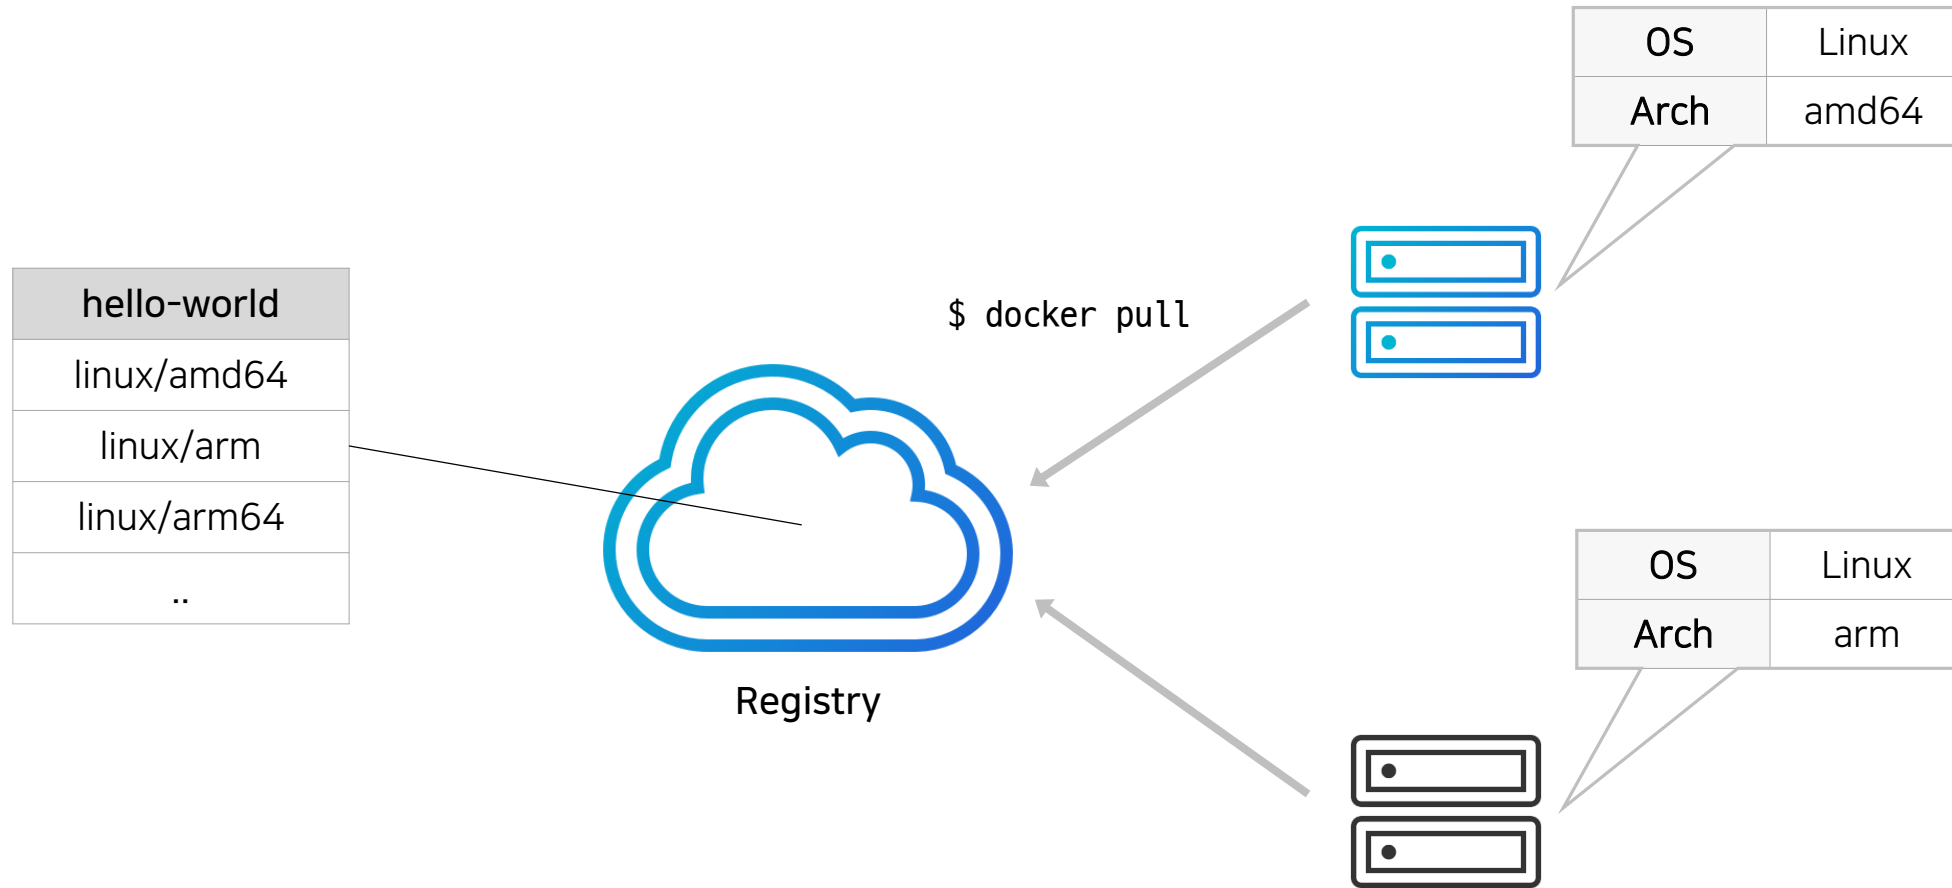 OS Linux
Arch amd64
hello-world
linux/amd64
linux/arm
linux/arm64
..
$ docker pull
Registry
OS Linux
Arch arm